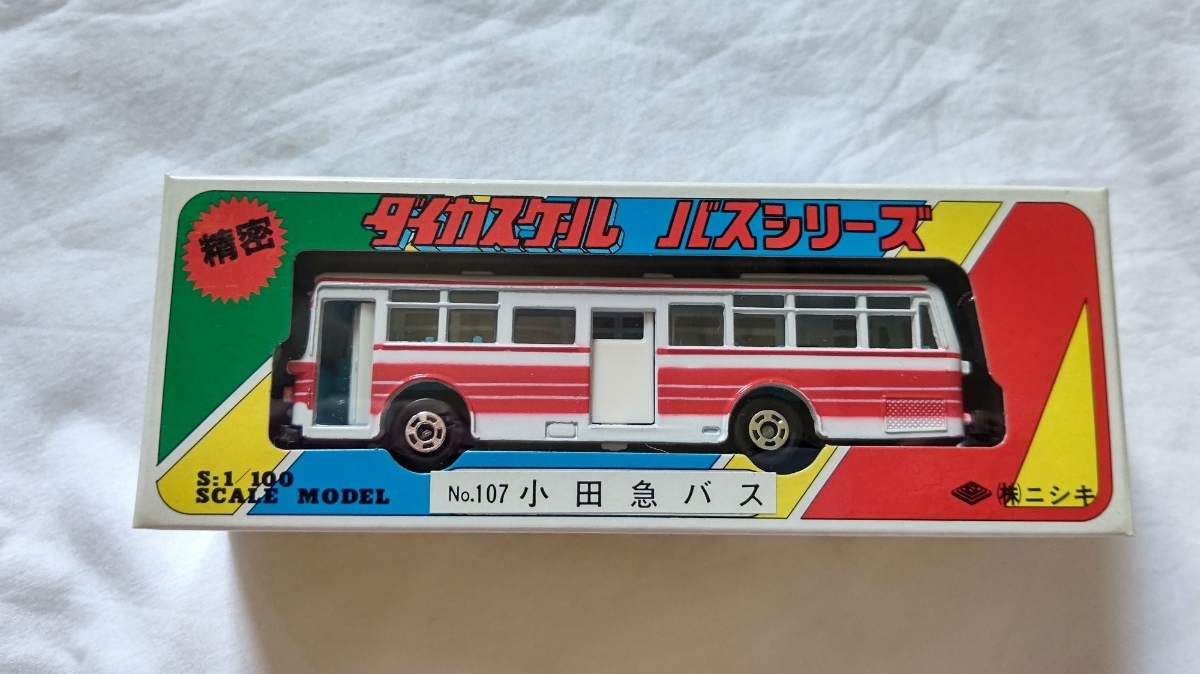 精密
ダイカスケール バスシリーズ
S:1/100
SCALE MODEL
No.107 小田急バス
㈱ニシキ